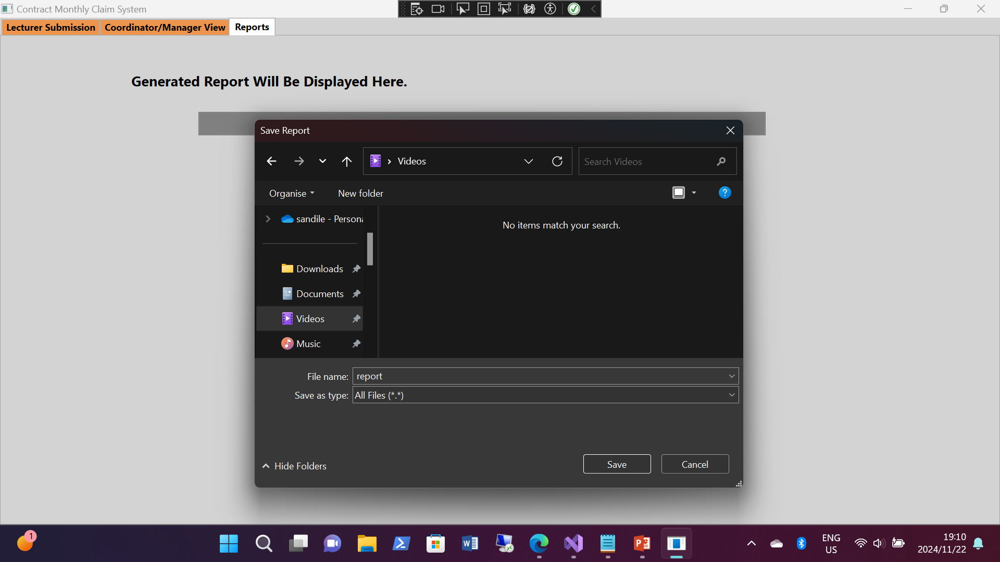 Contract Monthly Claim System
Lecturer Submission
Coordinator/Manager View
Reports
Generated Report Will Be Displayed Here.
Save Report
Videos
Search Videos
Organise
New folder
?
sandile - Persona
No items match your search.
Downloads
Documents
Videos
Music
File name: report
Save as type: All Files (*.*)
Hide Folders
Save
Cancel
1
W
P
ENG
US
19:10
2024/11/22